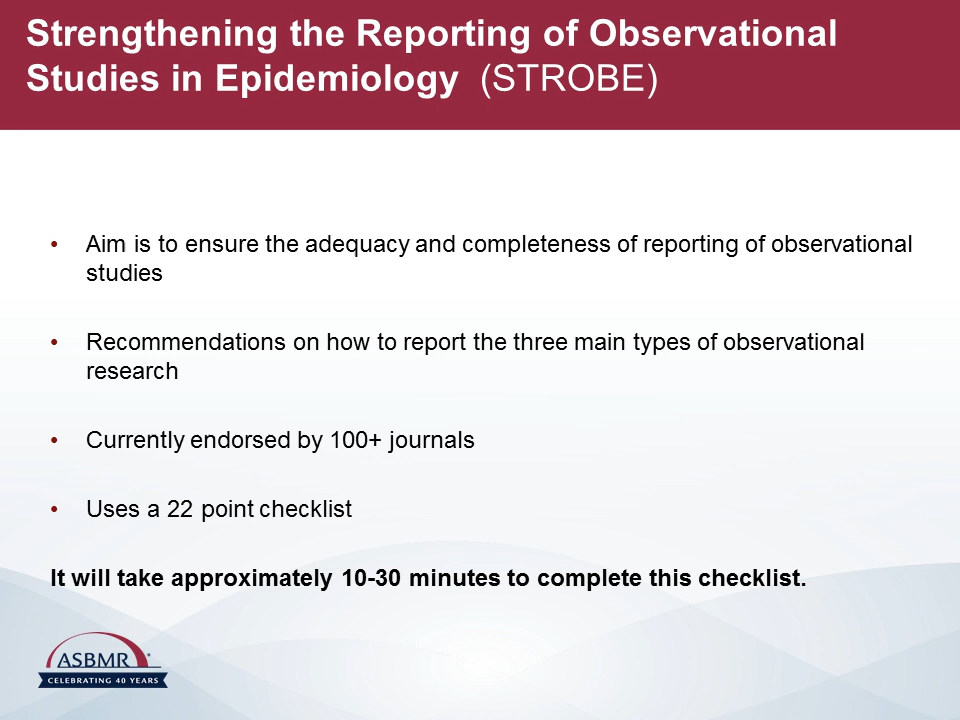 Strengthening the Reporting of Observational
Studies in Epidemiology (STROBE)
• Aim is to ensure the adequacy and completeness of reporting of observational
studies
• Recommendations on how to report the three main types of observational
research
• Currently endorsed by 100+ journals
• Uses a 22 point checklist
It will take approximately 10-30 minutes to complete this checklist.
ASBMR
CELEBRATING 40 YEARS